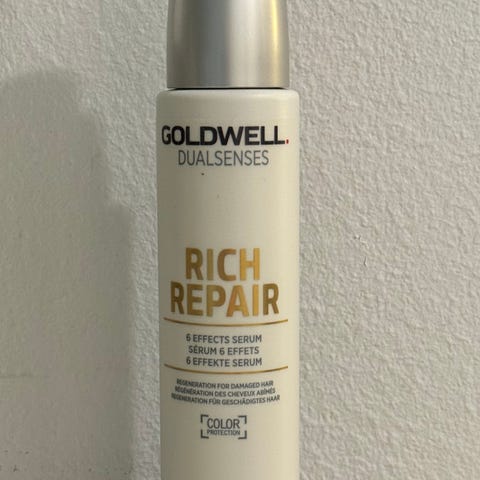 GOLDWELL.
DUALSENSES
RICH
REPAIR
6 EFFECTS SERUM
SÉRUM 6 EFFETS
6 EFFEKTE SERUM
REGENERATION FOR DAMAGED HAIR
RÉGÉNÉRATION DES CHEVEUX ABÎMÉS
REGENERATION FÜR GESCHÄDIGTES HAAR
COLOR
PROTECTION